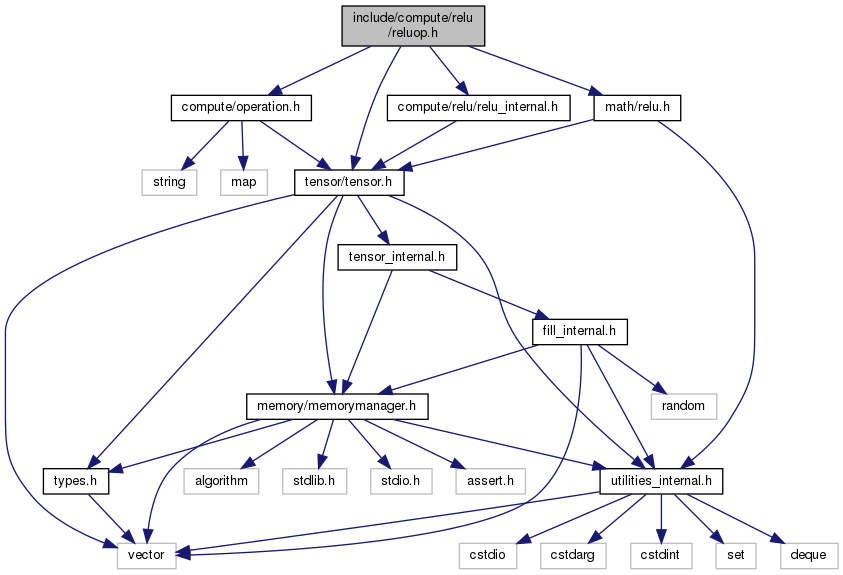 include/compute/relu
/reluop.h
compute/operation.h
compute/relu/relu_internal.h
math/relu.h
string
map
tensor/tensor.h
tensor_internal.h
fill_internal.h
memory/memorymanager.h
random
types.h
algorithm
stdlib.h
stdio.h
assert.h
utilities_internal.h
vector
cstdio
cstdarg
cstdint
set
deque